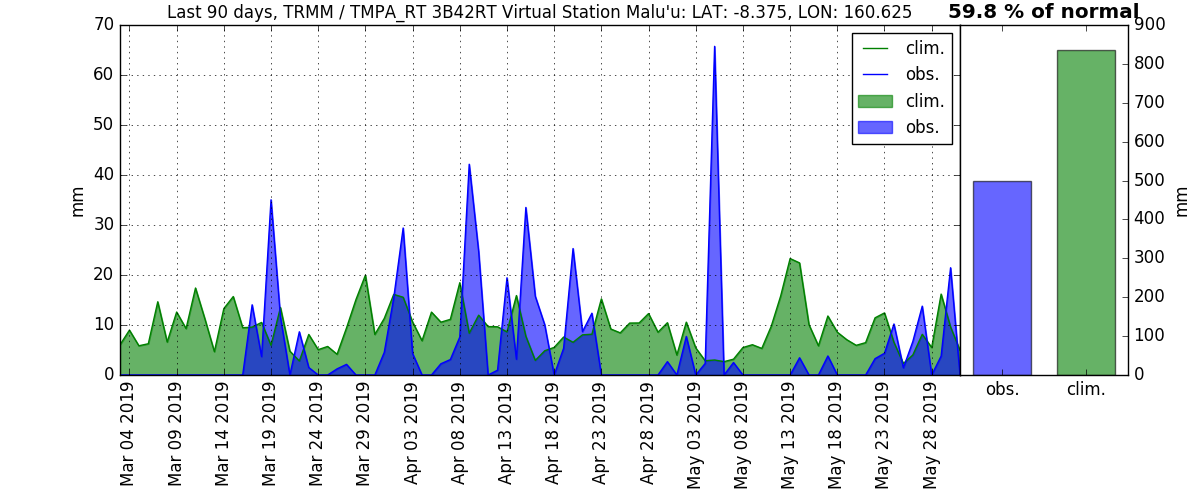 Last 90 days, TRMM / TMPA_RT 3B42RT Virtual Station Malu'u: LAT: -8.375, LON: 160.625
59.8 % of normal
70
60
50
40
30
20
10
0
mm
clim.
obs.
clim.
obs.
900
800
700
600
500
400
300
200
100
0
mm
Mar 04 2019
Mar 09 2019
Mar 14 2019
Mar 19 2019
Mar 24 2019
Mar 29 2019
Apr 03 2019
Apr 08 2019
Apr 13 2019
Apr 18 2019
Apr 23 2019
Apr 28 2019
May 03 2019
May 08 2019
May 13 2019
May 18 2019
May 23 2019
May 28 2019
obs.
clim.